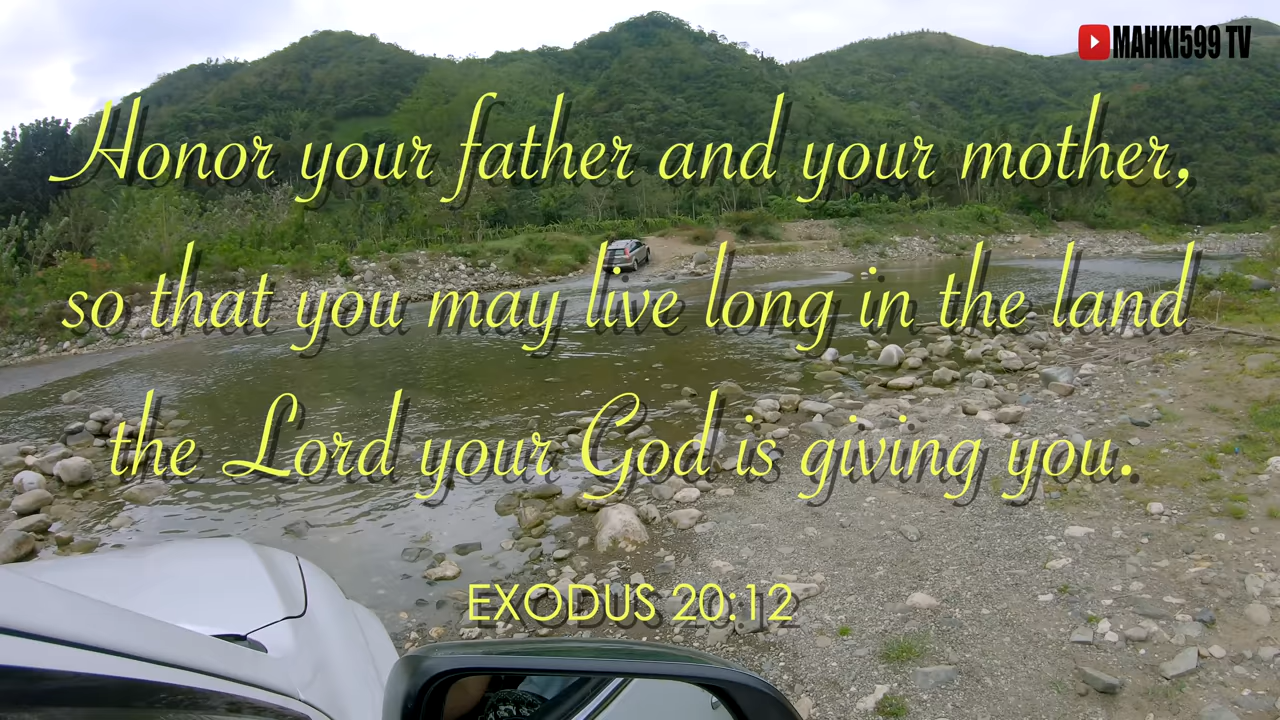 MAHKI599 TV
Honor your father and your mother,
so that you may live long in the land
the Lord your God is giving you.
EXODUS 20:12